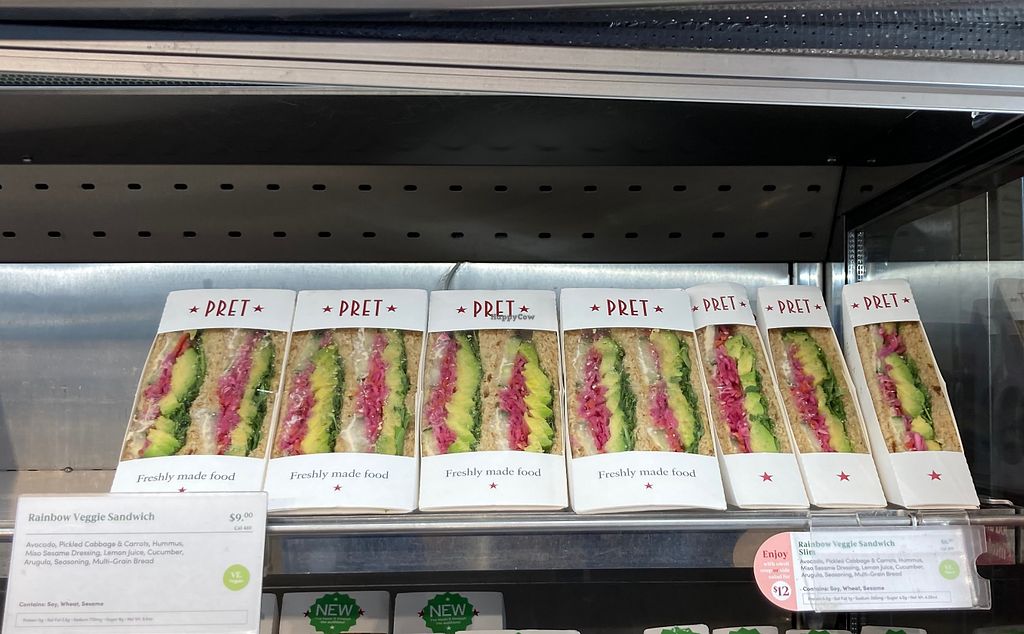 ★ PRET ★
★ PRET ★
★ PRET ★
★ PRET ★
★ PRET ★
★ PRET ★
★ PRET ★
HappyCow
Freshly made food
Freshly made food
Freshly made food
Freshly made food
Rainbow Veggie Sandwich
$9.00
Avocado, Pickled Cabbage & Carrots, Hummus,
Miso Sesame Dressing, Lemon Juice, Cucumber,
Arugula, Seasoning, Multi-Grain Bread
VE
Vegan
Contains: Soy, Wheat, Sesame
Enjoy
$12
Rainbow Veggie Sandwich
Slim
Avocado, Pickled Cabbage & Carrots, Hummus,
Miso Sesame Dressing, Lemon Juice, Cucumber,
Arugula, Seasoning, Multi-Grain Bread
VE
Contains: Soy, Wheat, Sesame
NEW
NEW